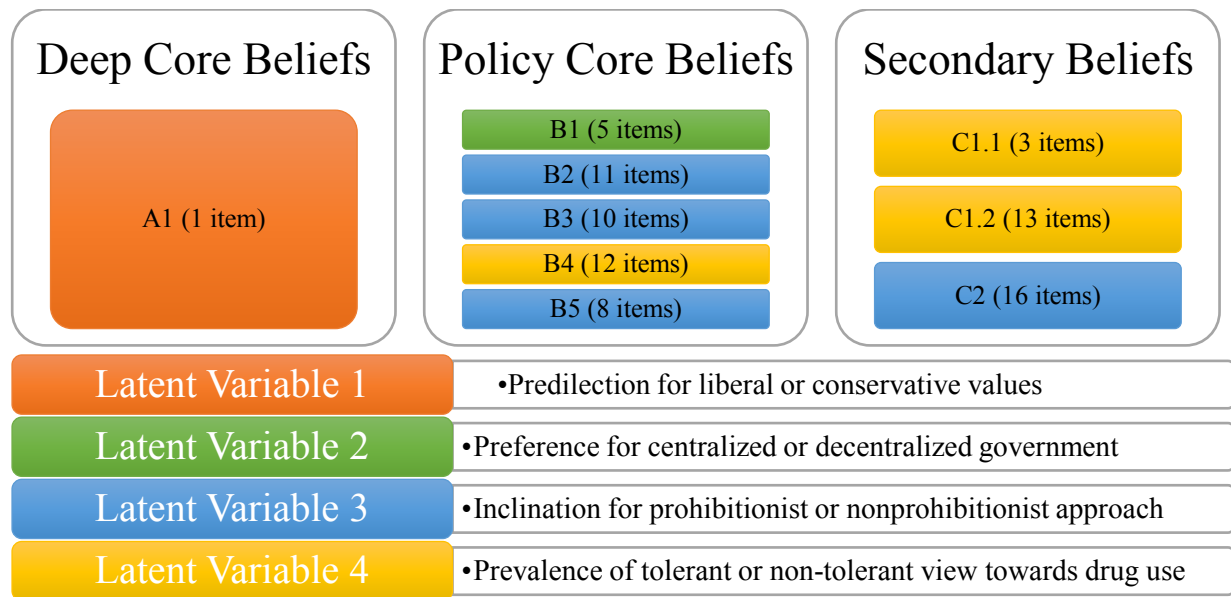 Deep Core Beliefs
A1 (1 item)
Policy Core Beliefs
B1 (5 items)
B2 (11 items)
B3 (10 items)
B4 (12 items)
B5 (8 items)
Secondary Beliefs
C1.1 (3 items)
C1.2 (13 items)
C2 (16 items)
Latent Variable 1
•Predilection for liberal or conservative values
Latent Variable 2
•Preference for centralized or decentralized government
Latent Variable 3
•Inclination for prohibitionist or nonprohibitionist approach
Latent Variable 4
•Prevalence of tolerant or non-tolerant view towards drug use